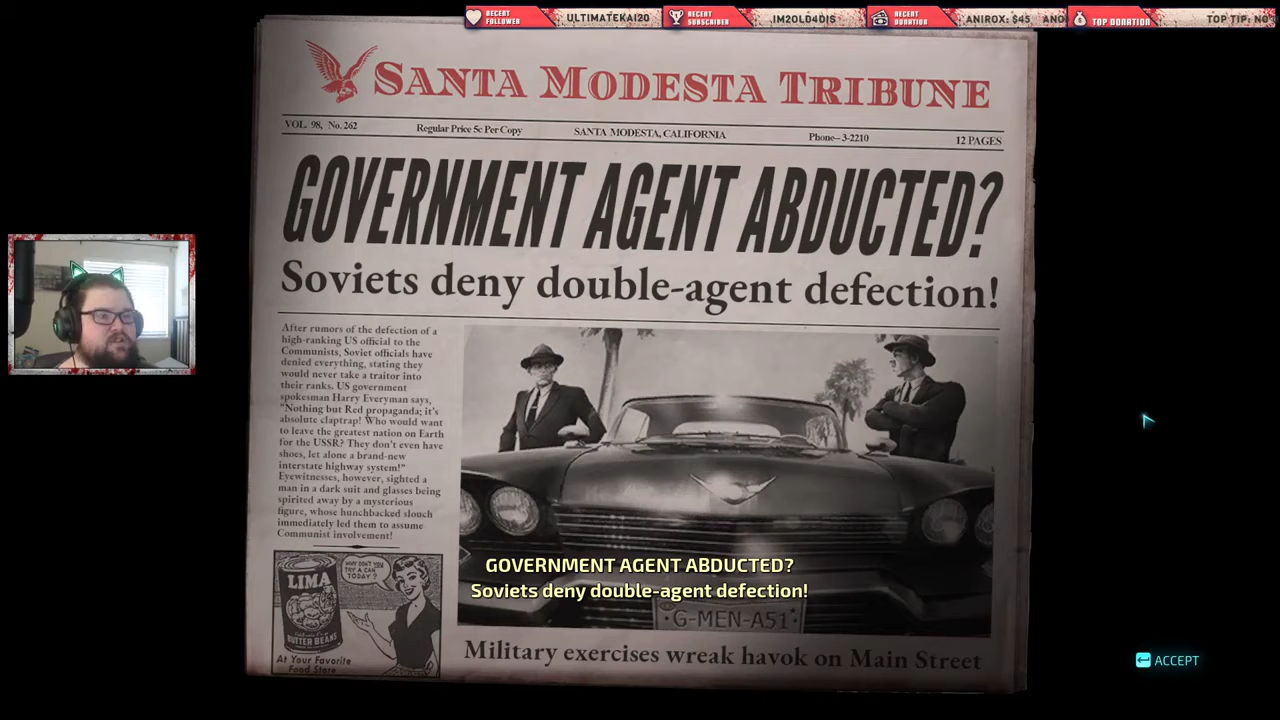 RECENT FOLLOWER
ULTIMATEKAI20
RECENT SUBSCRIBER
IM2OLD4DIS
RECENT DONATION
ANIROX: $45
ANO
TOP DONATION
TOP TIP: NO
SANTA MODESTA TRIBUNE
VOL. 98, No. 262 Regular Price 5c Per Copy SANTA MODESTA, CALIFORNIA Phone-3-2210 12 PAGES
GOVERNMENT AGENT ABDUCTED?
Soviets deny double-agent defection!
After rumors of the defection of a
high-ranking US official to the
Communists, Soviet officials have
denied everything, stating they
would never take a traitor into
their ranks. US government
spokesman Harry Everyman says,
"Nothing but Red propaganda; it's
absolute claptrap! Who would want
to leave the greatest nation on Earth
for the USSR? They don't even have
shoes, let alone a brand-new
interstate highway system!"
Eyewitnesses, however, sighted a
man in a dark suit and glasses being
spirited away by a mysterious
figure, whose hunchbacked slouch
immediately led them to assume
Communist involvement!
WHY DON'T YOU
TRY A CAN
TODAY?
LIMA
BUTTER BEANS
At Your Favorite
Food Store
GOVERNMENT AGENT ABDUCTED?
Soviets deny double-agent defection!
G-MEN-A51
Military exercises wreak havok on Main Street
ACCEPT